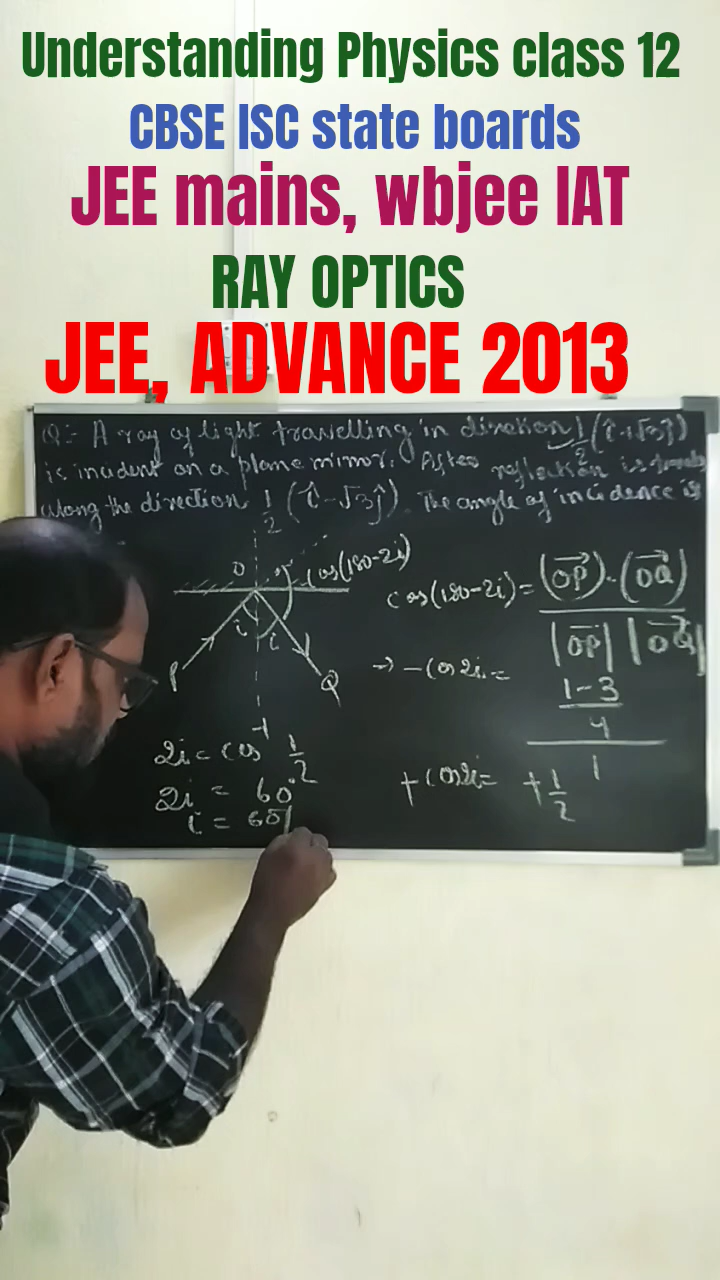 Understanding Physics class 12
CBSE ISC state boards
JEE mains, wbjee IAT
RAY OPTICS
JEE, ADVANCE 2013
Q:- A ray of light travelling in direction 1/2 (î+√3ĵ)
is incident on a plane mirror. After reflection is travels
along the direction 1/2 (î-√3ĵ). The angle of incidence is
O
cos(180-2i)
cos(180-2i) = (OP).(OQ)
|OP| |OQ|
i i
P
Q
⇒ -cos2i =
1-3
4
1
2i = cos⁻¹ 1/2
2i = 60°
+cos2i = +1/2
i = 60/